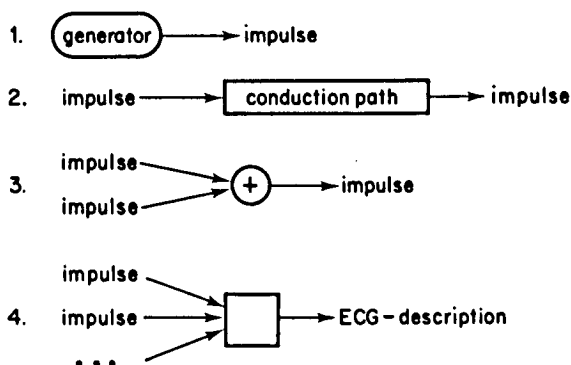 1. generator impulse
2. impulse conduction path impulse
impulse
3. + impulse
impulse
impulse
4. impulse ECG-description
...